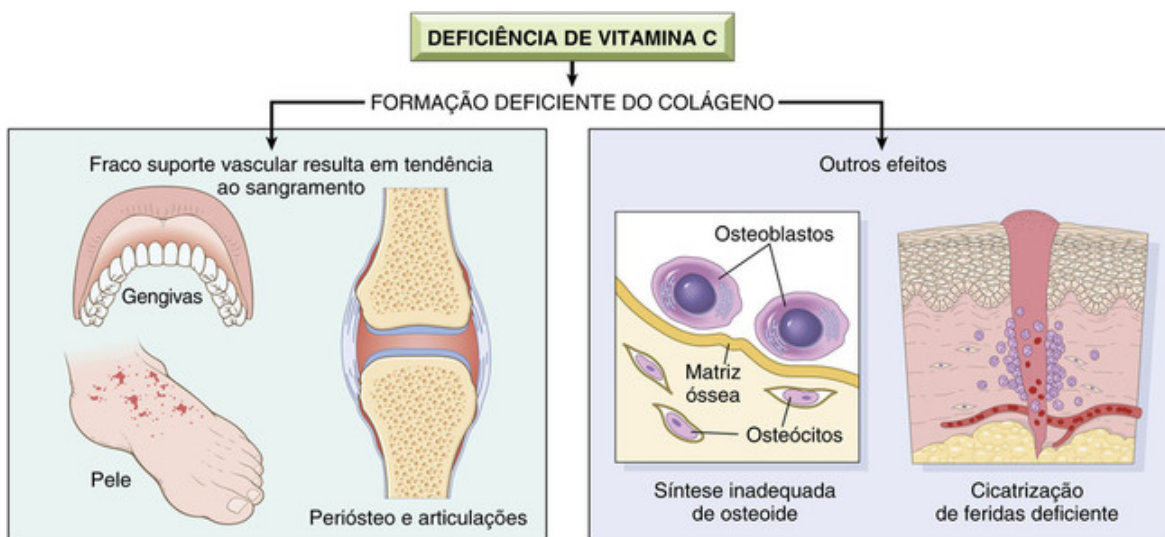 DEFICIÊNCIA DE VITAMINA C
FORMAÇÃO DEFICIENTE DO COLÁGENO
Fraco suporte vascular resulta em tendência
ao sangramento
Gengivas
Pele
Periósteo e articulações
Outros efeitos
Osteoblastos
Matriz
óssea
Osteócitos
Síntese inadequada
de osteoide
Cicatrização
de feridas deficiente